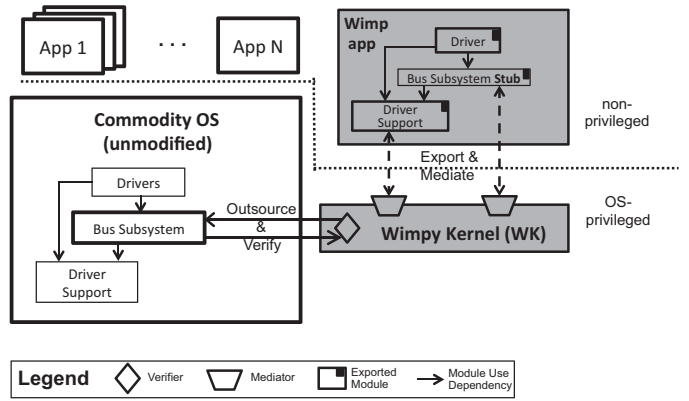 App 1
. . .
App N
Wimp
app
Driver
Bus Subsystem Stub
Driver
Support
non-
privileged
Commodity OS
(unmodified)
Drivers
Bus Subsystem
Driver
Support
Outsource
&
Verify
Export &
Mediate
Wimpy Kernel (WK)
OS-
privileged
Legend
Verifier
Mediator
Exported
Module
Module Use
Dependency